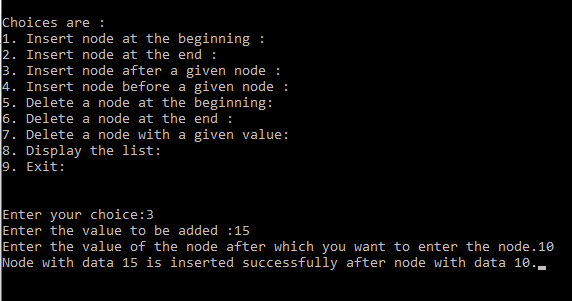 Choices are :
1. Insert node at the beginning :
2. Insert node at the end :
3. Insert node after a given node :
4. Insert node before a given node :
5. Delete a node at the beginning:
6. Delete a node at the end :
7. Delete a node with a given value:
8. Display the list:
9. Exit:
Enter your choice:3
Enter the value to be added :15
Enter the value of the node after which you want to enter the node.10
Node with data 15 is inserted successfully after node with data 10.